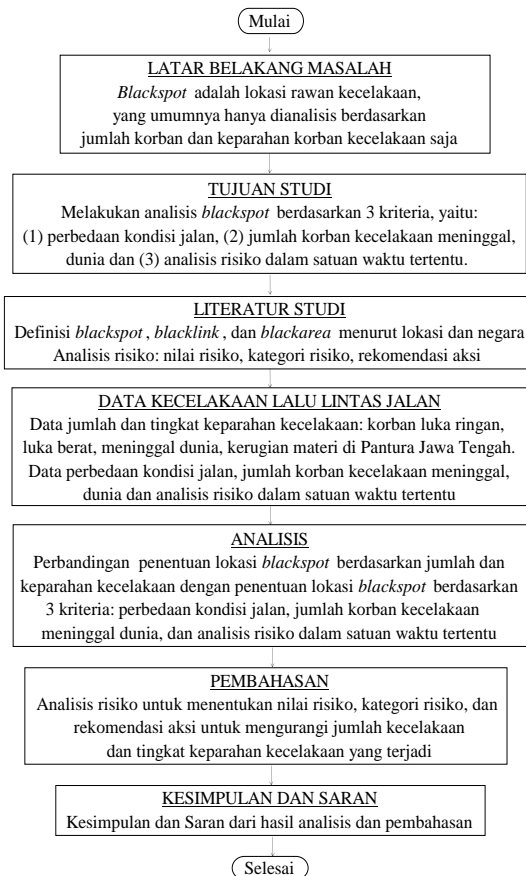 Mulai
LATAR BELAKANG MASALAH
Blackspot adalah lokasi rawan kecelakaan,
yang umumnya hanya dianalisis berdasarkan
jumlah korban dan keparahan korban kecelakaan saja
TUJUAN STUDI
Melakukan analisis blackspot berdasarkan 3 kriteria, yaitu:
(1) perbedaan kondisi jalan, (2) jumlah korban kecelakaan meninggal,
dunia dan (3) analisis risiko dalam satuan waktu tertentu.
LITERATUR STUDI
Definisi blackspot, blacklink, dan blackarea menurut lokasi dan negara
Analisis risiko: nilai risiko, kategori risiko, rekomendasi aksi
DATA KECELAKAAN LALU LINTAS JALAN
Data jumlah dan tingkat keparahan kecelakaan: korban luka ringan,
luka berat, meninggal dunia, kerugian materi di Pantura Jawa Tengah.
Data perbedaan kondisi jalan, jumlah korban kecelakaan meninggal,
dunia dan analisis risiko dalam satuan waktu tertentu
ANALISIS
Perbandingan penentuan lokasi blackspot berdasarkan jumlah dan
keparahan kecelakaan dengan penentuan lokasi blackspot berdasarkan
3 kriteria: perbedaan kondisi jalan, jumlah korban kecelakaan
meninggal dunia, dan analisis risiko dalam satuan waktu tertentu
PEMBAHASAN
Analisis risiko untuk menentukan nilai risiko, kategori risiko, dan
rekomendasi aksi untuk mengurangi jumlah kecelakaan
dan tingkat keparahan kecelakaan yang terjadi
KESIMPULAN DAN SARAN
Kesimpulan dan Saran dari hasil analisis dan pembahasan
Selesai